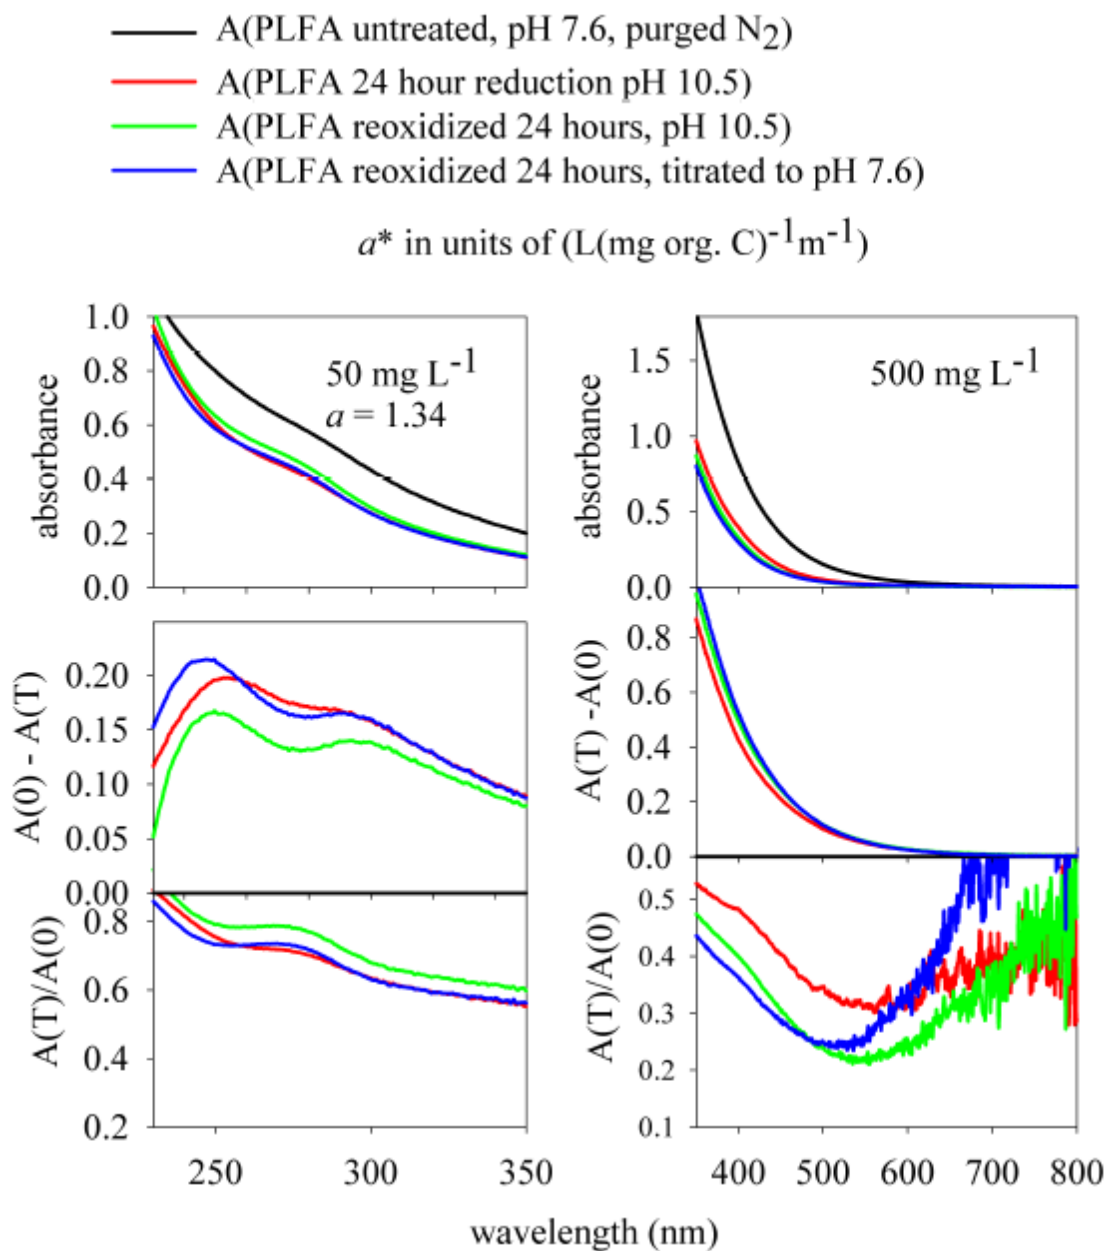 A(PLFA untreated, pH 7.6, purged N2)
A(PLFA 24 hour reduction pH 10.5)
A(PLFA reoxidized 24 hours, pH 10.5)
A(PLFA reoxidized 24 hours, titrated to pH 7.6)
a* in units of (L(mg org. C)-1m-1)
absorbance
1.0
0.8
0.6
0.4
0.2
0.0
50 mg L-1
a = 1.34
absorbance
1.5
1.0
0.5
0.0
500 mg L-1
A(0) - A(T)
0.20
0.15
0.10
0.05
0.00
A(T) -A(0)
0.8
0.6
0.4
0.2
0.0
A(T)/A(0)
0.8
0.6
0.4
0.2
250
300
350
A(T)/A(0)
0.5
0.4
0.3
0.2
0.1
400
500
600
700
800
wavelength (nm)